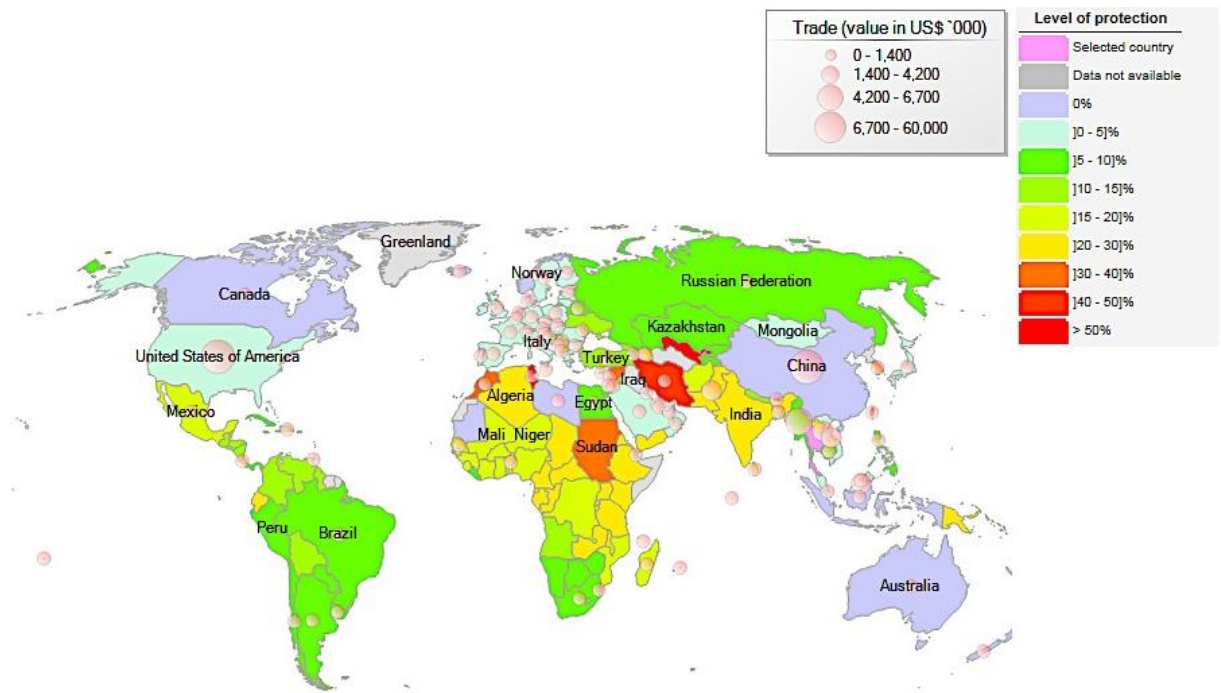 Trade (value in US$ `000)
0 - 1,400
1,400 - 4,200
4,200 - 6,700
6,700 - 60,000
Level of protection
Selected country
Data not available
0%
]0 - 5]%
]5 - 10]%
]10 - 15]%
]15 - 20]%
]20 - 30]%
]30 - 40]%
]40 - 50]%
> 50%
Greenland
Norway
Russian Federation
Canada
Kazakhstan
Mongolia
Italy
United States of America
Turkey
China
Iraq
Algeria
Egypt
Mexico
India
Mali
Niger
Sudan
Peru
Brazil
Australia